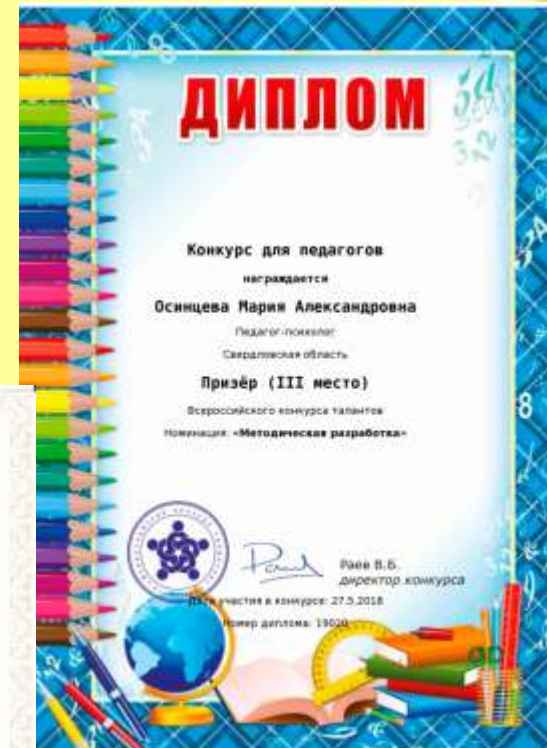 ДИПЛОМ
Конкурс для педагогов
награждается
Осинцева Мария Александровна
Педагог-психолог
Свердловская область
Призёр (III место)
Всероссийского конкурса талантов
Номинация: «Методическая разработка»
Раев В.Б.
директор конкурса
Дата участия в конкурсе: 27.5.2018
Номер диплома: 19020